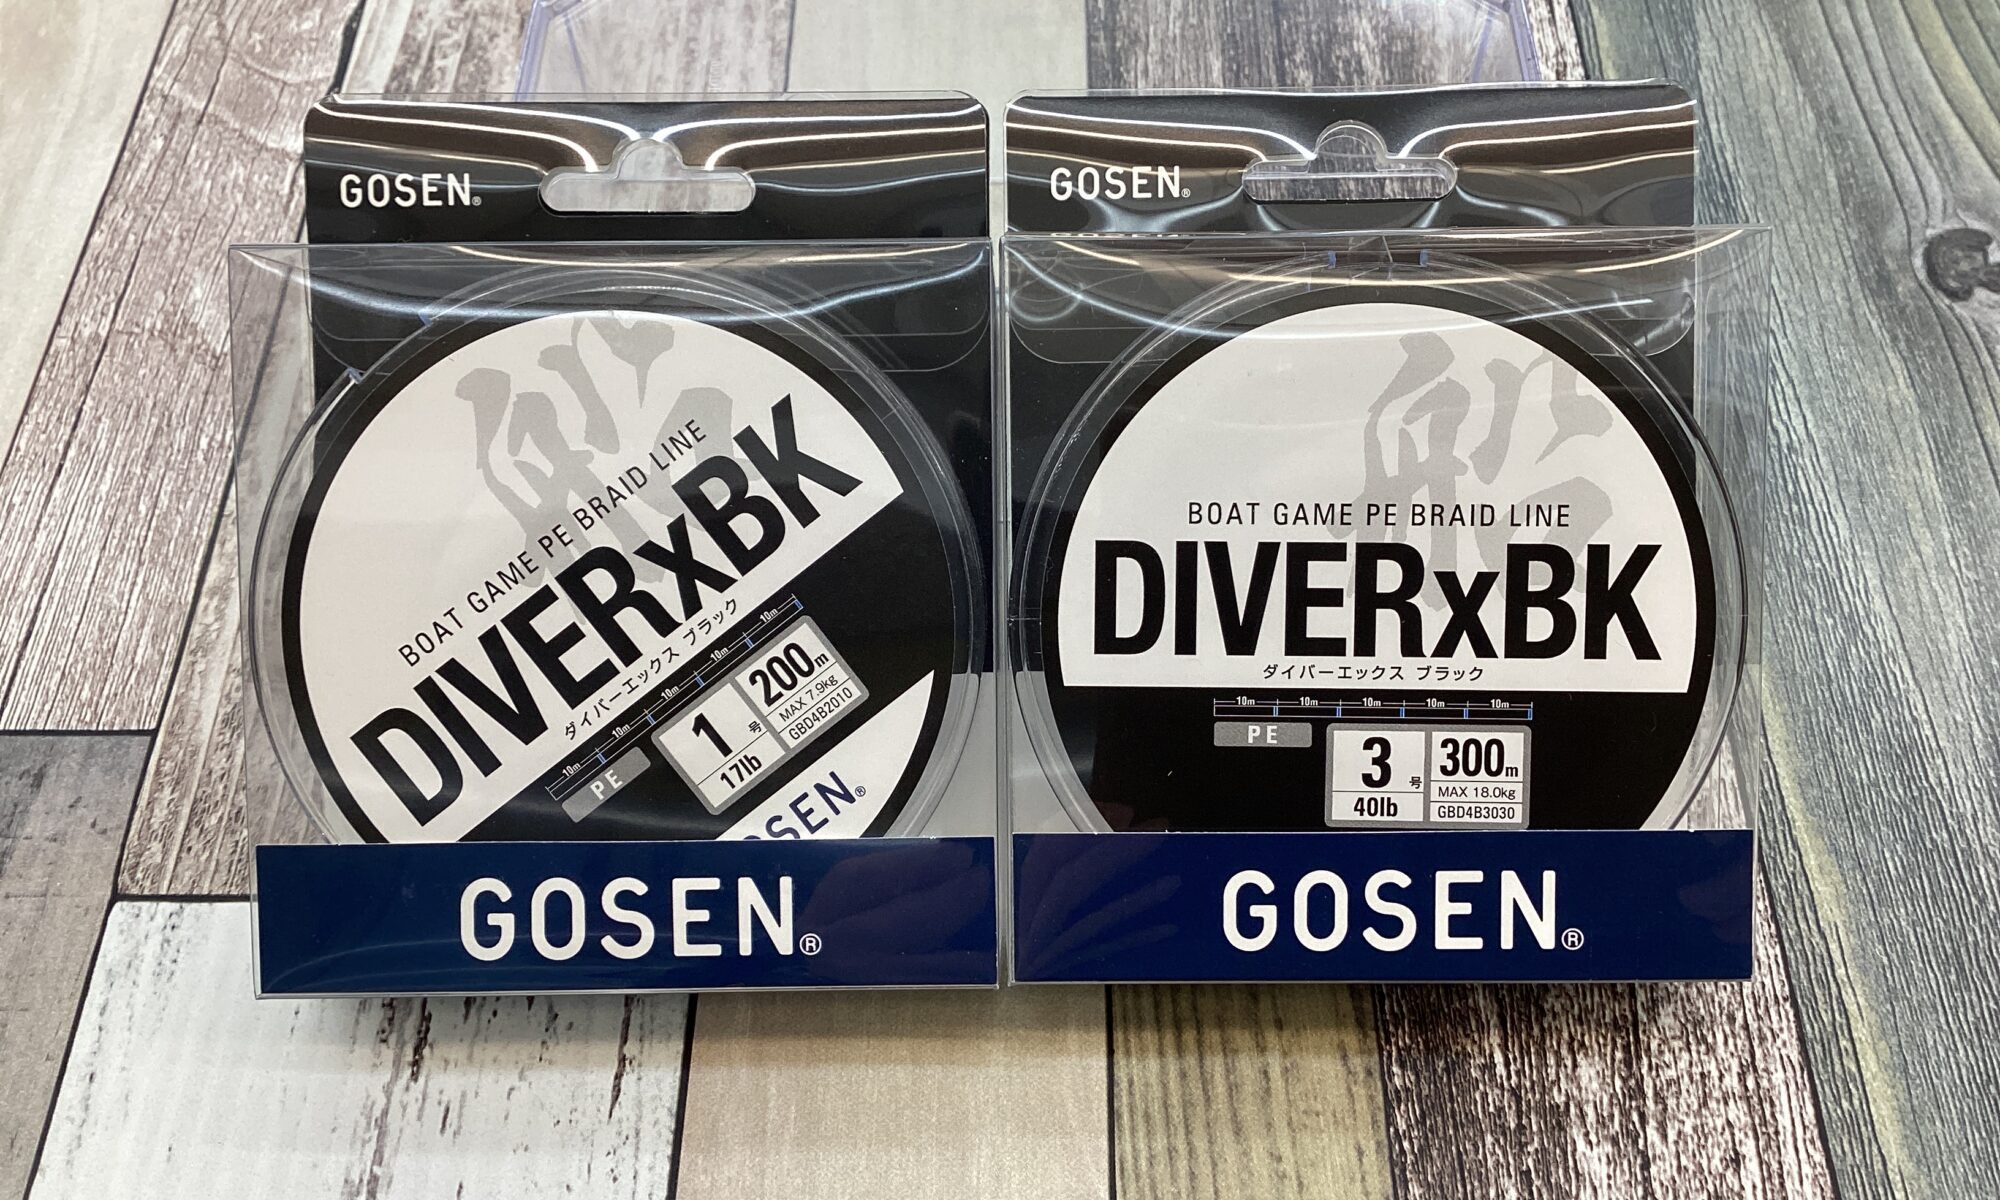 GOSEN®
船
BOAT GAME PE BRAID LINE
DIVERxBK
ダイバーエックス ブラック
10m 10m 10m 10m 10m
PE
1号
17lb
200m
MAX 7.9kg
GBD4B2010
GOSEN®
GOSEN®
GOSEN®
船
BOAT GAME PE BRAID LINE
DIVERxBK
ダイバーエックス ブラック
10m 10m 10m 10m 10m
PE
3号
40lb
300m
MAX 18.0kg
GBD4B3030
GOSEN®